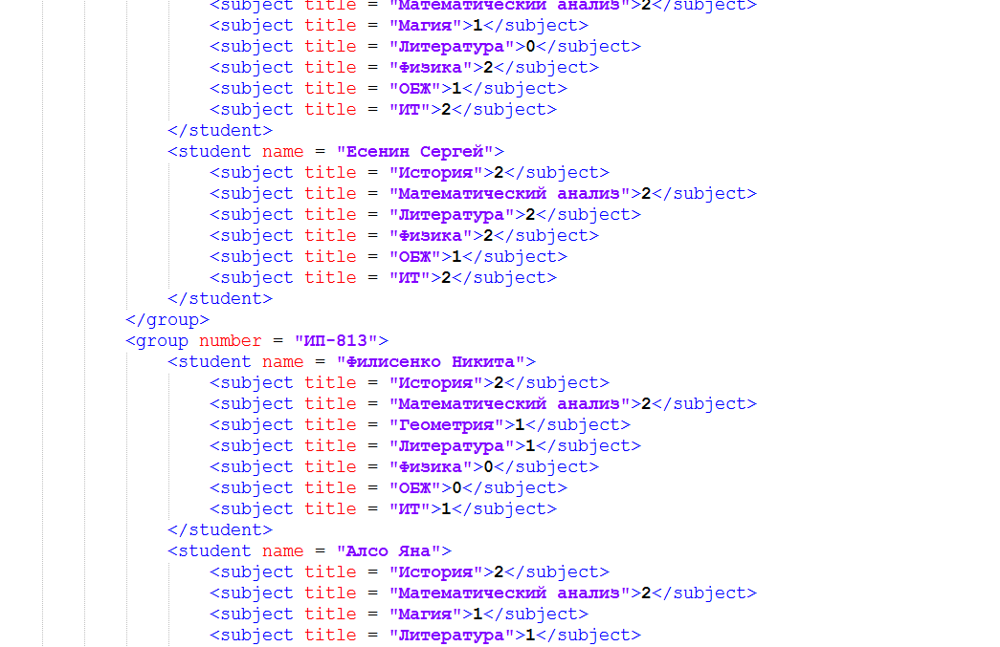 <subject title = "Математический анализ">2</subject>
<subject title = "Магия">1</subject>
<subject title = "Литература">0</subject>
<subject title = "Физика">2</subject>
<subject title = "ОБЖ">1</subject>
<subject title = "ИТ">2</subject>
</student>
<student name = "Есенин Сергей">
<subject title = "История">2</subject>
<subject title = "Математический анализ">2</subject>
<subject title = "Литература">2</subject>
<subject title = "Физика">2</subject>
<subject title = "ОБЖ">1</subject>
<subject title = "ИТ">2</subject>
</student>
</group>
<group number = "ИП-813">
<student name = "Филисенко Никита">
<subject title = "История">2</subject>
<subject title = "Математический анализ">2</subject>
<subject title = "Геометрия">1</subject>
<subject title = "Литература">1</subject>
<subject title = "Физика">0</subject>
<subject title = "ОБЖ">0</subject>
<subject title = "ИТ">1</subject>
</student>
<student name = "Алсо Яна">
<subject title = "История">2</subject>
<subject title = "Математический анализ">2</subject>
<subject title = "Магия">1</subject>
<subject title = "Литература">1</subject>